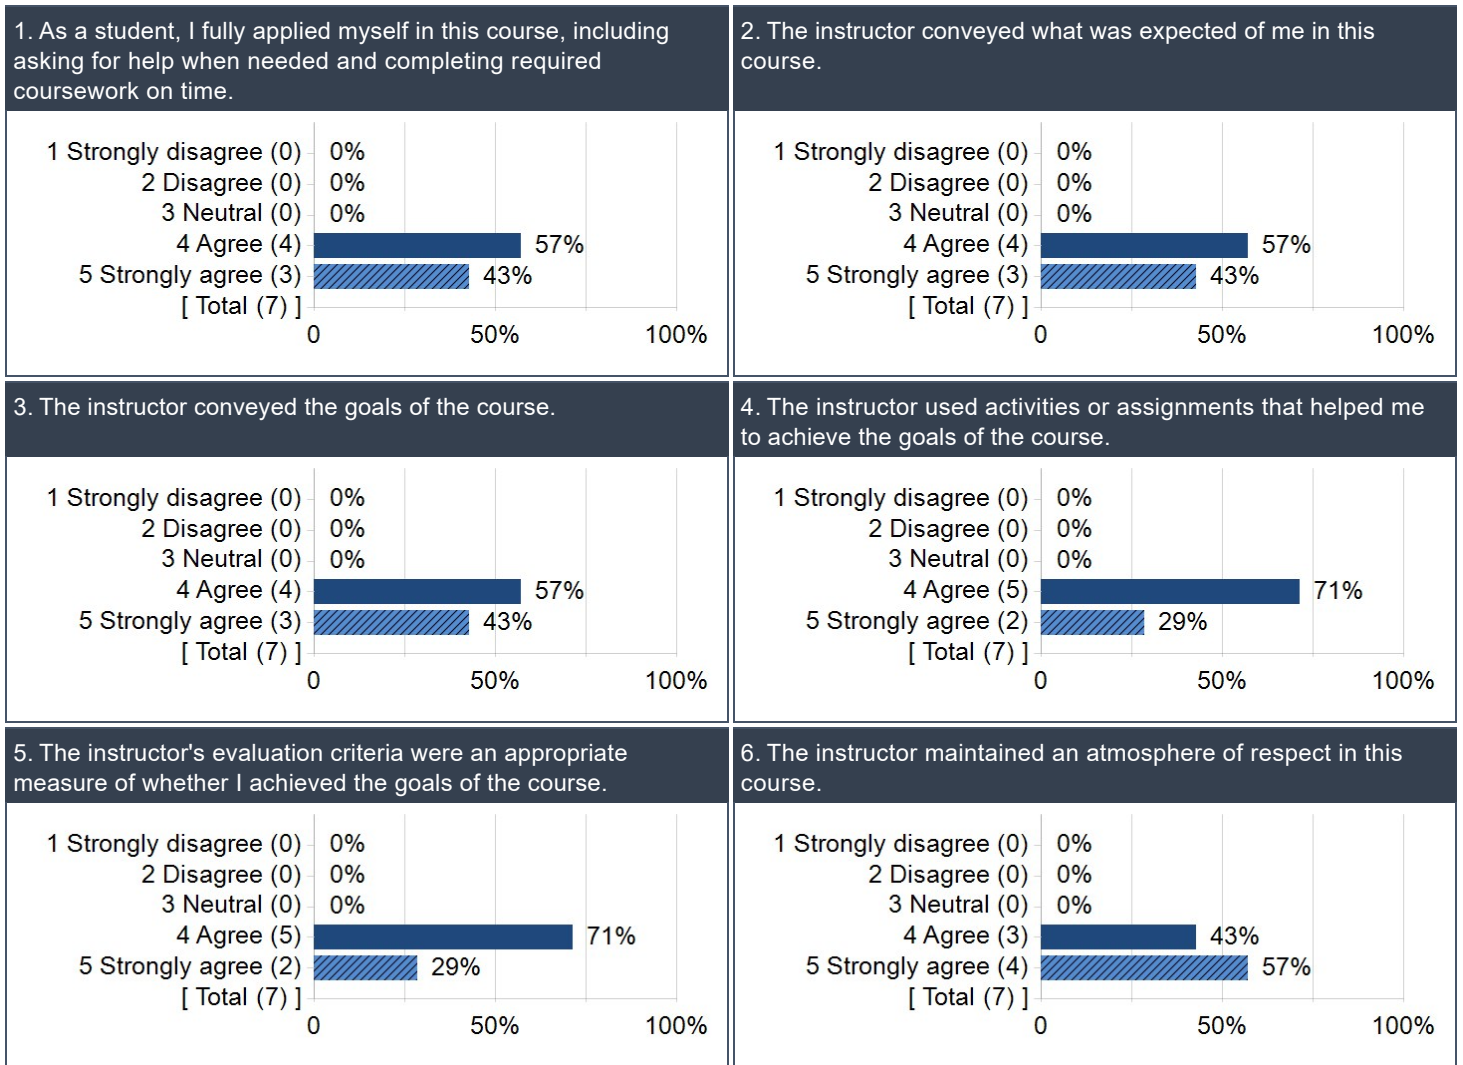 1. As a student, I fully applied myself in this course, including
asking for help when needed and completing required
coursework on time.
1 Strongly disagree (0) 0%
2 Disagree (0) 0%
3 Neutral (0) 0%
4 Agree (4) 57%
5 Strongly agree (3) 43%
[ Total (7) ]
0 50% 100%
2. The instructor conveyed what was expected of me in this
course.
1 Strongly disagree (0) 0%
2 Disagree (0) 0%
3 Neutral (0) 0%
4 Agree (4) 57%
5 Strongly agree (3) 43%
[ Total (7) ]
0 50% 100%
3. The instructor conveyed the goals of the course.
1 Strongly disagree (0) 0%
2 Disagree (0) 0%
3 Neutral (0) 0%
4 Agree (4) 57%
5 Strongly agree (3) 43%
[ Total (7) ]
0 50% 100%
4. The instructor used activities or assignments that helped me
to achieve the goals of the course.
1 Strongly disagree (0) 0%
2 Disagree (0) 0%
3 Neutral (0) 0%
4 Agree (5) 71%
5 Strongly agree (2) 29%
[ Total (7) ]
0 50% 100%
5. The instructor's evaluation criteria were an appropriate
measure of whether I achieved the goals of the course.
1 Strongly disagree (0) 0%
2 Disagree (0) 0%
3 Neutral (0) 0%
4 Agree (5) 71%
5 Strongly agree (2) 29%
[ Total (7) ]
0 50% 100%
6. The instructor maintained an atmosphere of respect in this
course.
1 Strongly disagree (0) 0%
2 Disagree (0) 0%
3 Neutral (0) 0%
4 Agree (3) 43%
5 Strongly agree (4) 57%
[ Total (7) ]
0 50% 100%